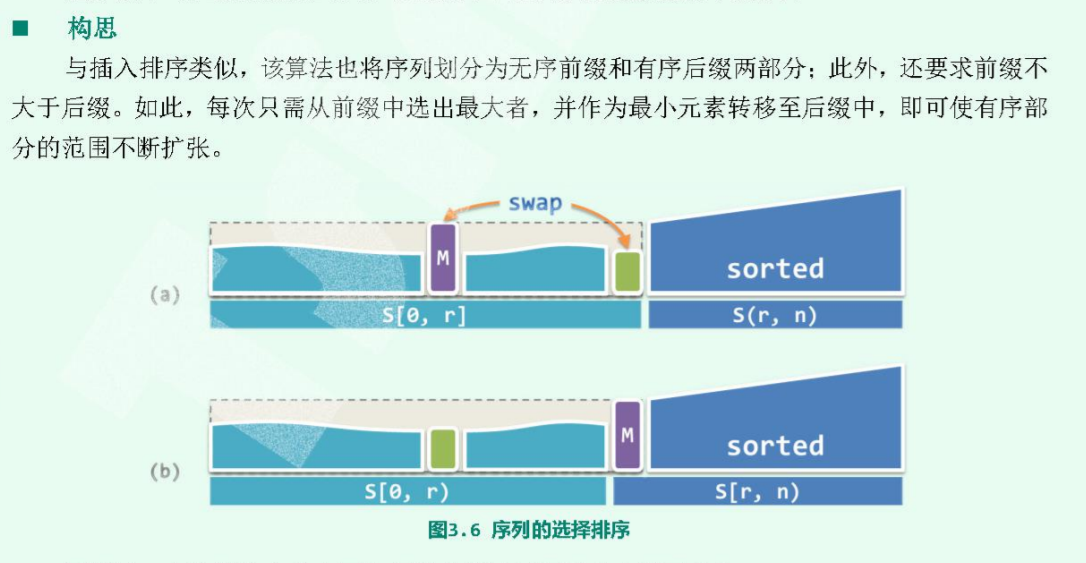 ■ 构思
与插入排序类似，该算法也将序列划分为无序前缀和有序后缀两部分；此外，还要求前缀不
大于后缀。如此，每次只需从前缀中选出最大者，并作为最小元素转移至后缀中，即可使有序部
分的范围不断扩张。
swap
M
sorted
(a)
S[0, r]
S(r, n)
M
sorted
(b)
S[0, r)
S[r, n)
图3.6 序列的选择排序